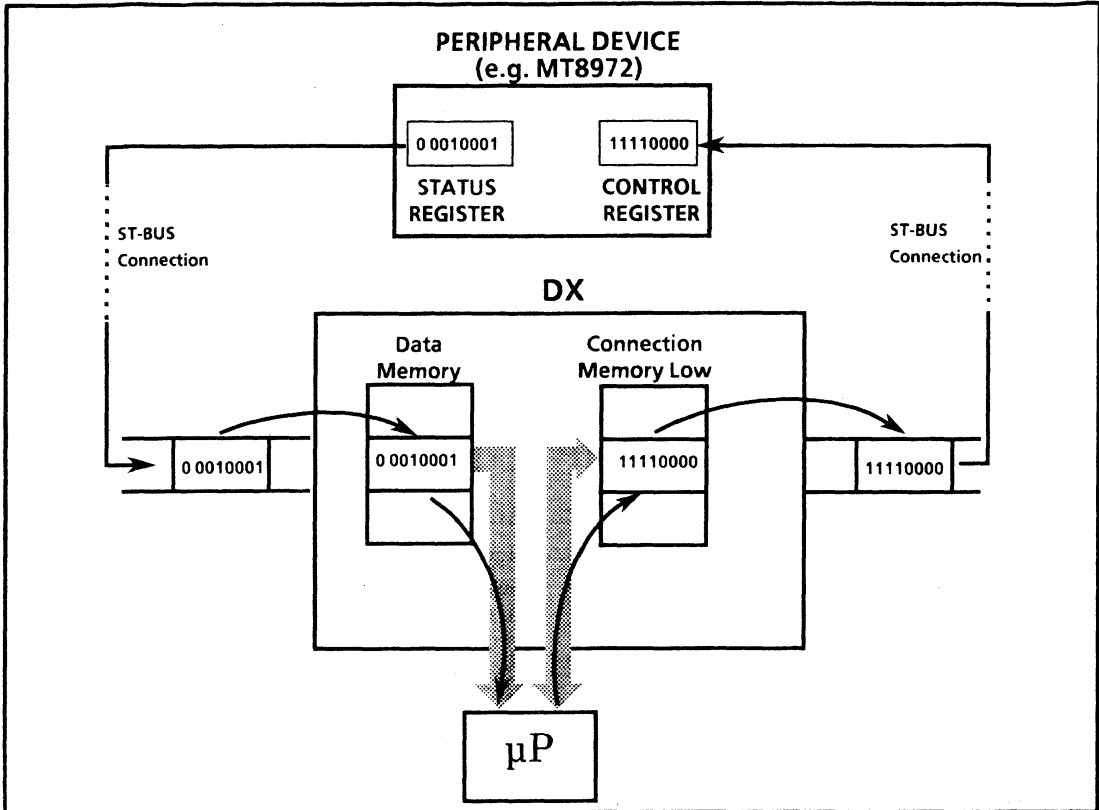 PERIPHERAL DEVICE
(e.g. MT8972)
0 0010001
11110000
STATUS
REGISTER
CONTROL
REGISTER
ST-BUS
Connection
ST-BUS
Connection
DX
Data
Memory
Connection
Memory Low
0 0010001
0 0010001
11110000
11110000
µP